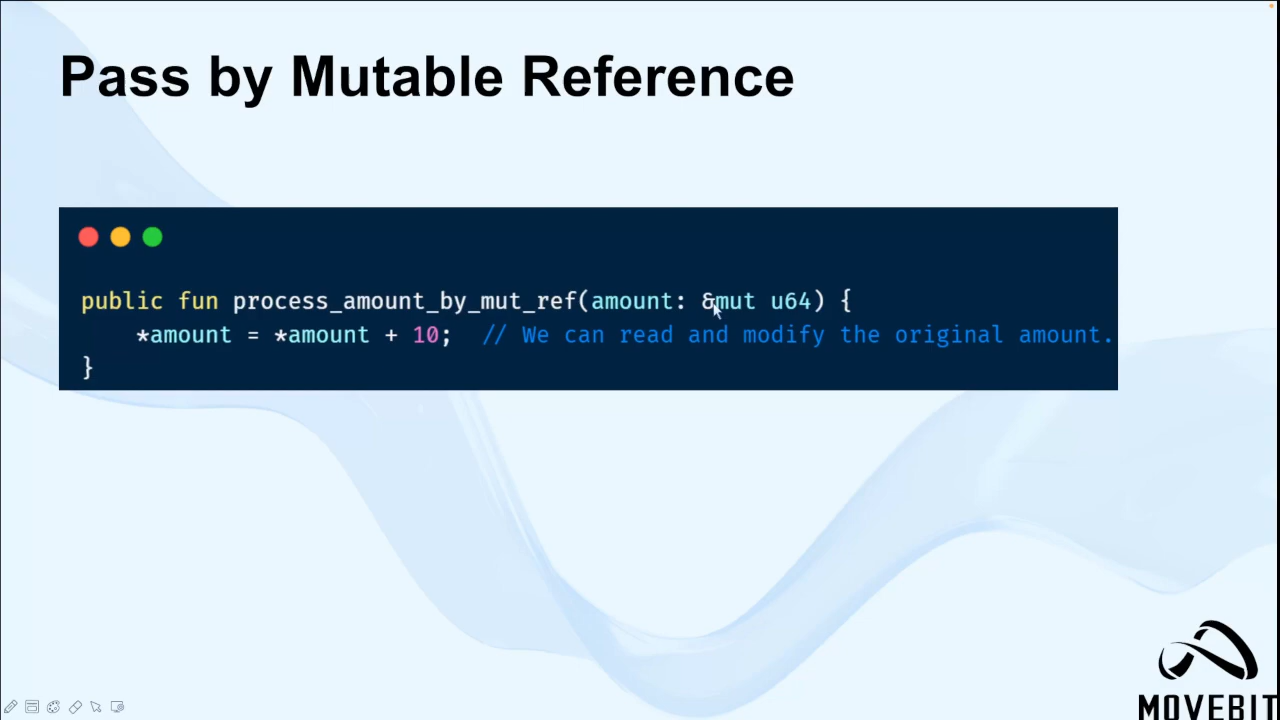 Pass by Mutable Reference
public fun process_amount_by_mut_ref(amount: &mut u64) {
    *amount = *amount + 10;  // We can read and modify the original amount.
}
MOVEBIT